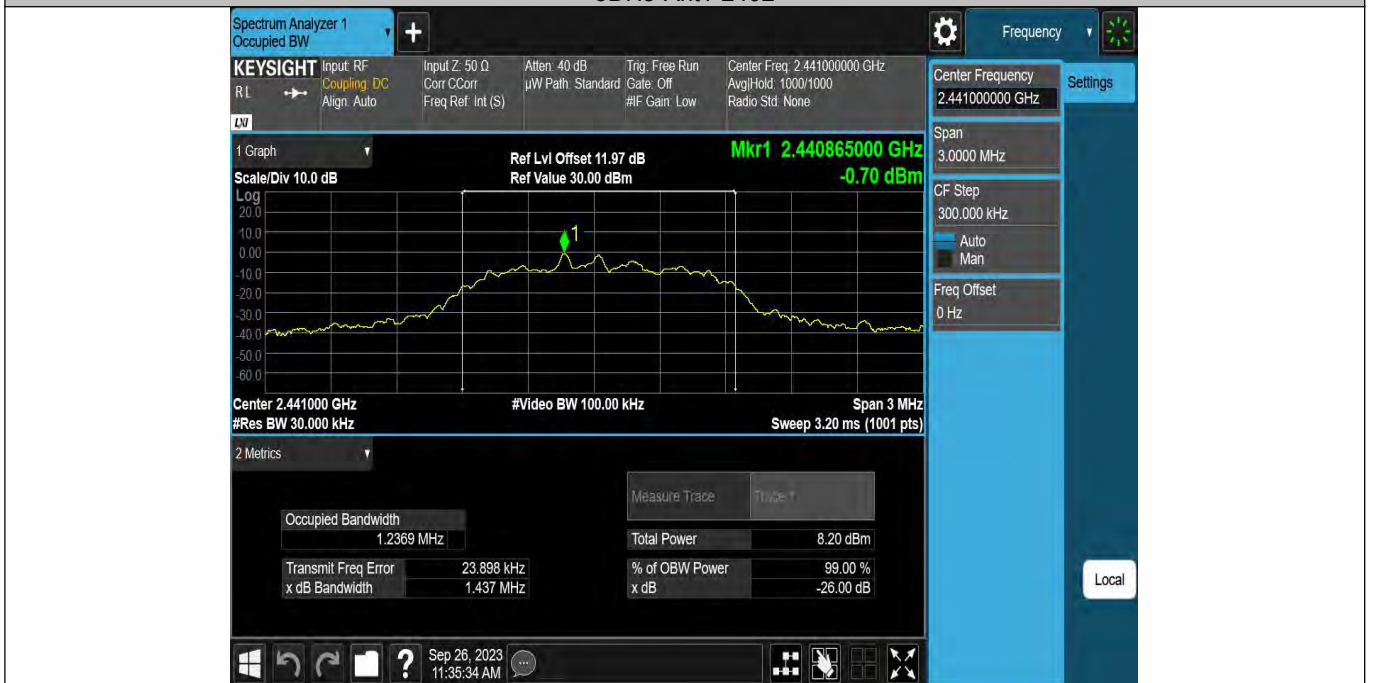 Spectrum Analyzer 1
Occupied BW
Frequency
KEYSIGHT
RL
LXI
Input: RF
Coupling: DC
Align: Auto
Input Z: 50 Ω
Corr CCorr
Freq Ref: Int (S)
Atten: 40 dB
µW Path: Standard
Trig: Free Run
Gate: Off
#IF Gain: Low
Center Freq: 2.441000000 GHz
Avg|Hold: 1000/1000
Radio Std: None
Center Frequency
2.441000000 GHz
Settings
Span
3.0000 MHz
CF Step
300.000 kHz
Auto
Man
Freq Offset
0 Hz
Local
1 Graph
Scale/Div 10.0 dB
Ref Lvl Offset 11.97 dB
Ref Value 30.00 dBm
Mkr1 2.440865000 GHz
-0.70 dBm
Log
20.0
10.0
0.00
-10.0
-20.0
-30.0
-40.0
-50.0
-60.0
1
Center 2.441000 GHz
#Video BW 100.00 kHz
Span 3 MHz
#Res BW 30.000 kHz
Sweep 3.20 ms (1001 pts)
2 Metrics
Measure Trace
Trace 1
Occupied Bandwidth
1.2369 MHz
Total Power
8.20 dBm
Transmit Freq Error
23.898 kHz
% of OBW Power
99.00 %
x dB Bandwidth
1.437 MHz
x dB
-26.00 dB
?
Sep 26, 2023
11:35:34 AM